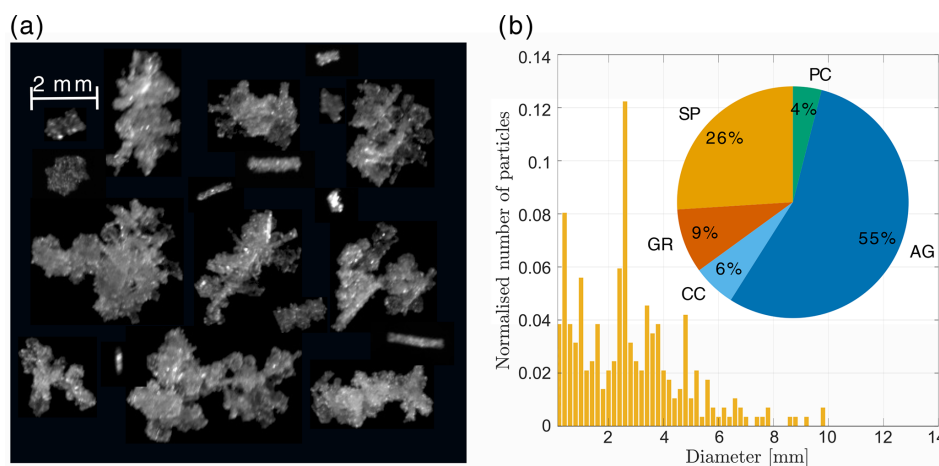 (a)
2 mm
(b)
Normalised number of particles
0.14
0.12
0.1
0.08
0.06
0.04
0.02
0
2
4
6
8
10
12
14
Diameter [mm]
PC
4%
SP
26%
GR
9%
CC
6%
55%
AG